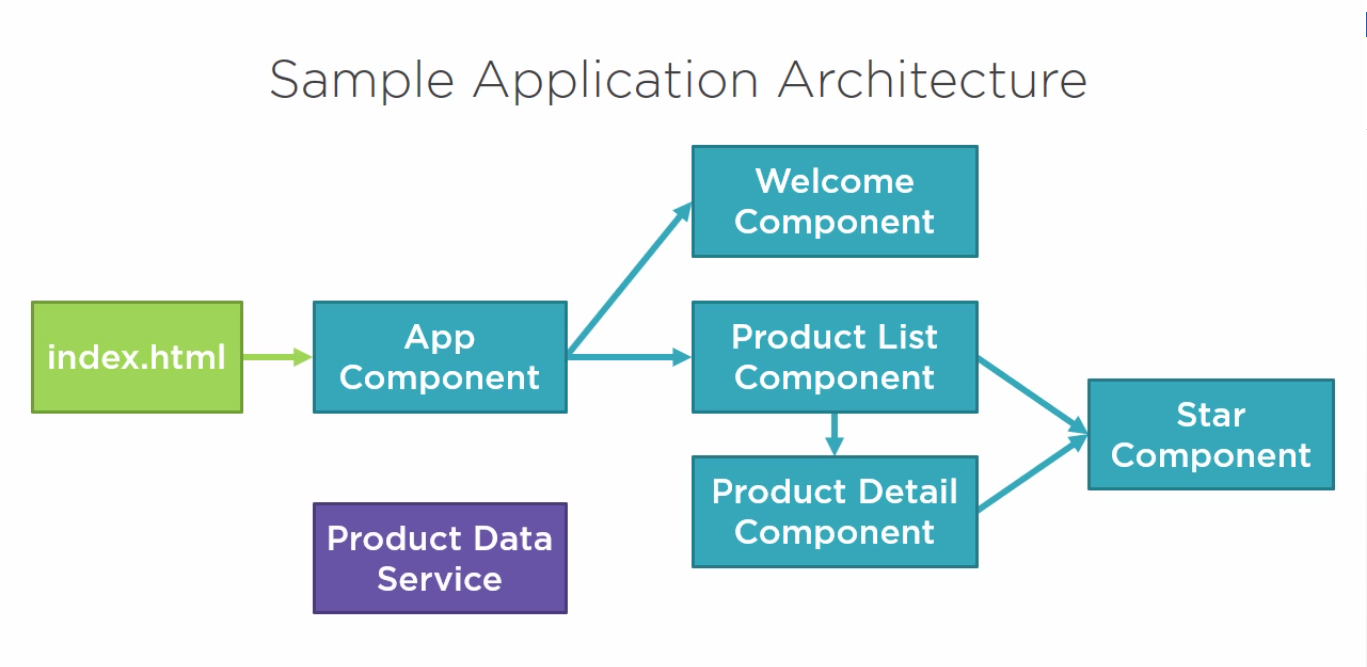 Sample Application Architecture
Welcome
Component
index.html
App
Component
Product List
Component
Star
Component
Product Detail
Component
Product Data
Service